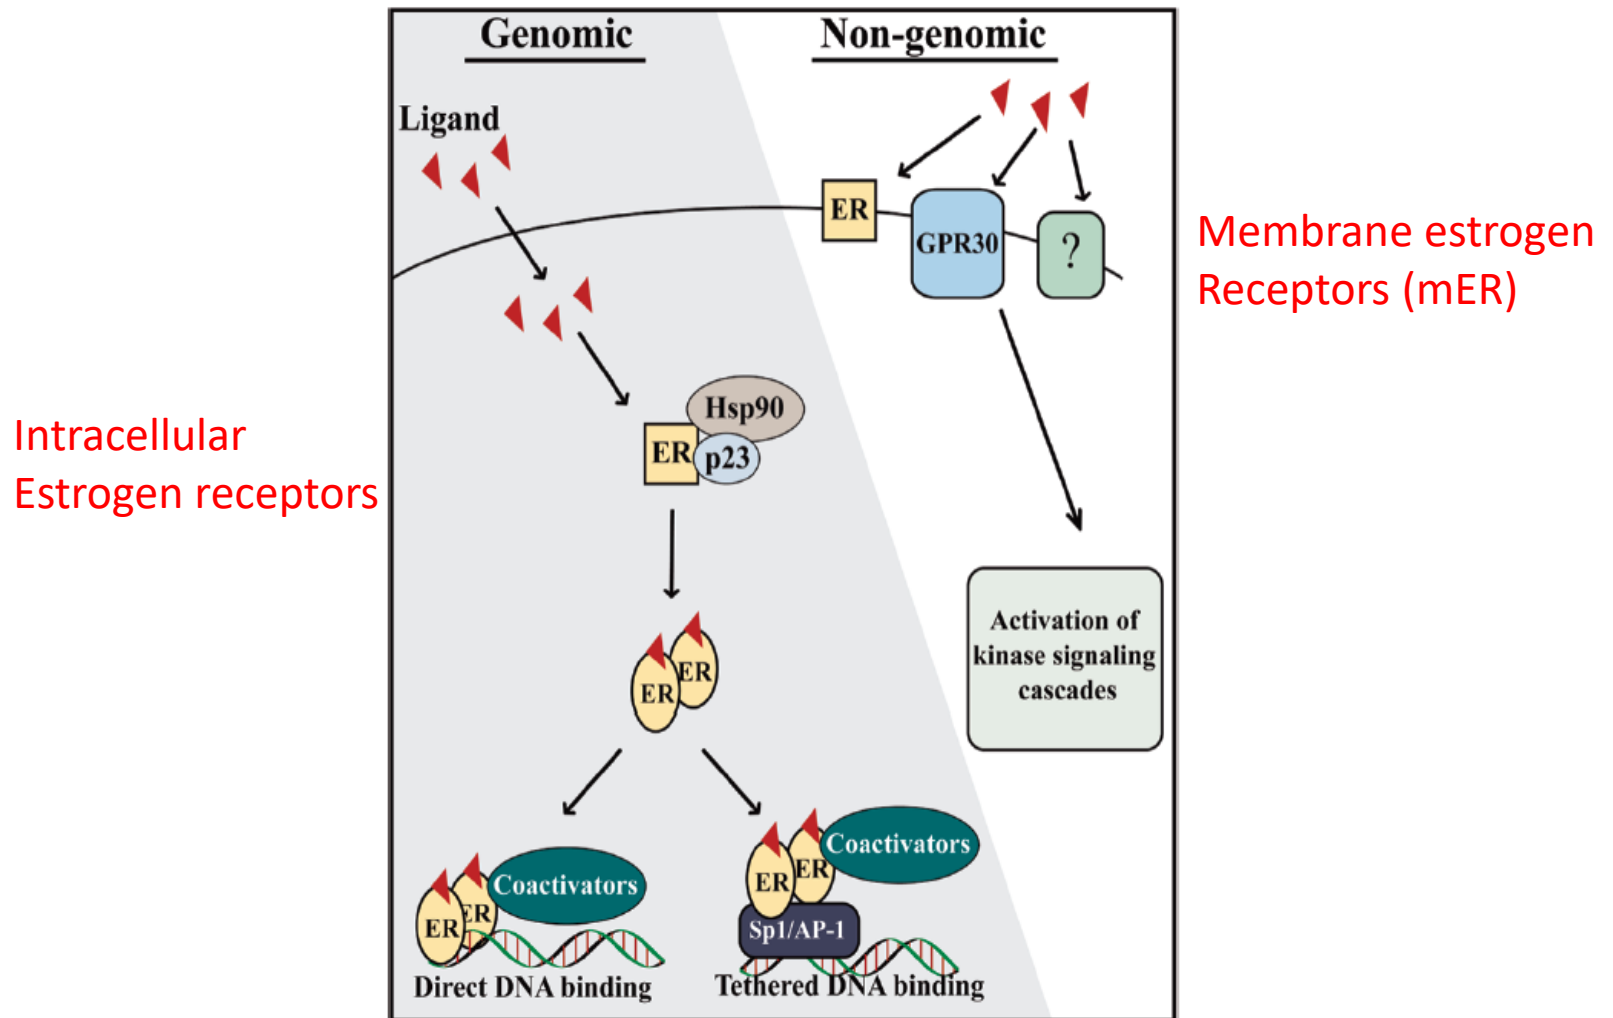 Genomic
Non-genomic
Ligand
ER
GPR30
?
Membrane estrogen
Receptors (mER)
Intracellular
Estrogen receptors
Hsp90
ER
p23
ER
ER
Activation of
kinase signaling
cascades
Coactivators
ER
ER
Direct DNA binding
Coactivators
ER
ER
Sp1/AP-1
Tethered DNA binding